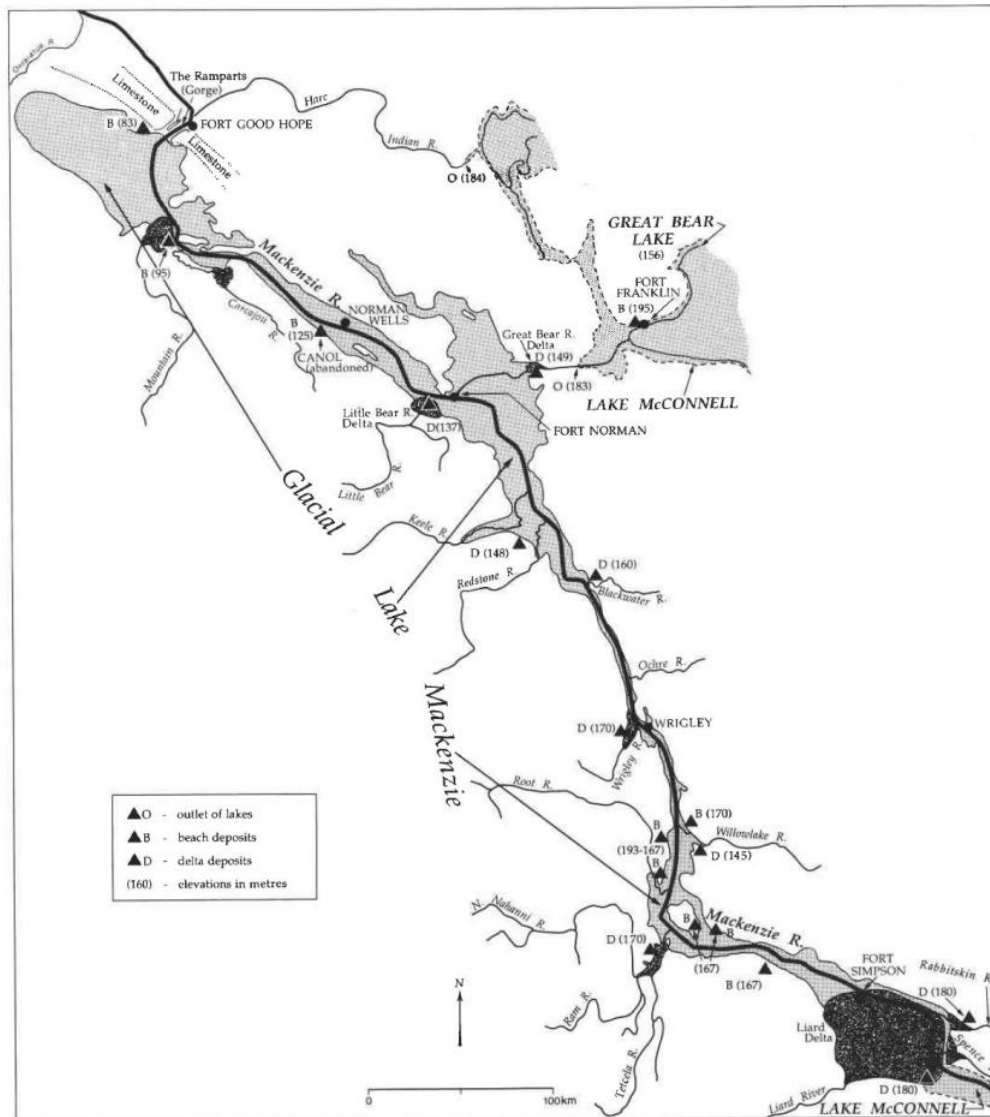 The Ramparts
(Gorge)
Limestone
B (83)
FORT GOOD HOPE
Limestone
Hare
Indian R.
O (184)
GREAT BEAR
LAKE
(156)
FORT
FRANKLIN
B (195)
B (95)
Mackenzie R.
Carcajou R.
Mountain R.
NORMAN
WELLS
B
(125)
CANOL
(abandoned)
Great Bear R.
Delta
D (149)
O (183)
LAKE McCONNELL
Little Bear R.
Delta
D(137)
FORT NORMAN
Little Bear R.
Glacial
Keele R.
D (148)
Redstone R.
Lake
D (160)
Blackwater R.
Ochre R.
Mackenzie
D (170)
WRIGLEY
Wrigley R.
Root R.
B (170)
Willowlake R.
B
(193-167)
D (145)
B
▲O - outlet of lakes
▲B - beach deposits
▲D - delta deposits
(160) - elevations in metres
N.
Nahanni R.
D (170)
B
B
(167)
Mackenzie R.
B (167)
FORT
SIMPSON
Rabbitskin R.
D (180)
Ram R.
Tetcela R.
N
Liard
Delta
Spence
D (180)
Liard River
LAKE McCONNELL
0 100km